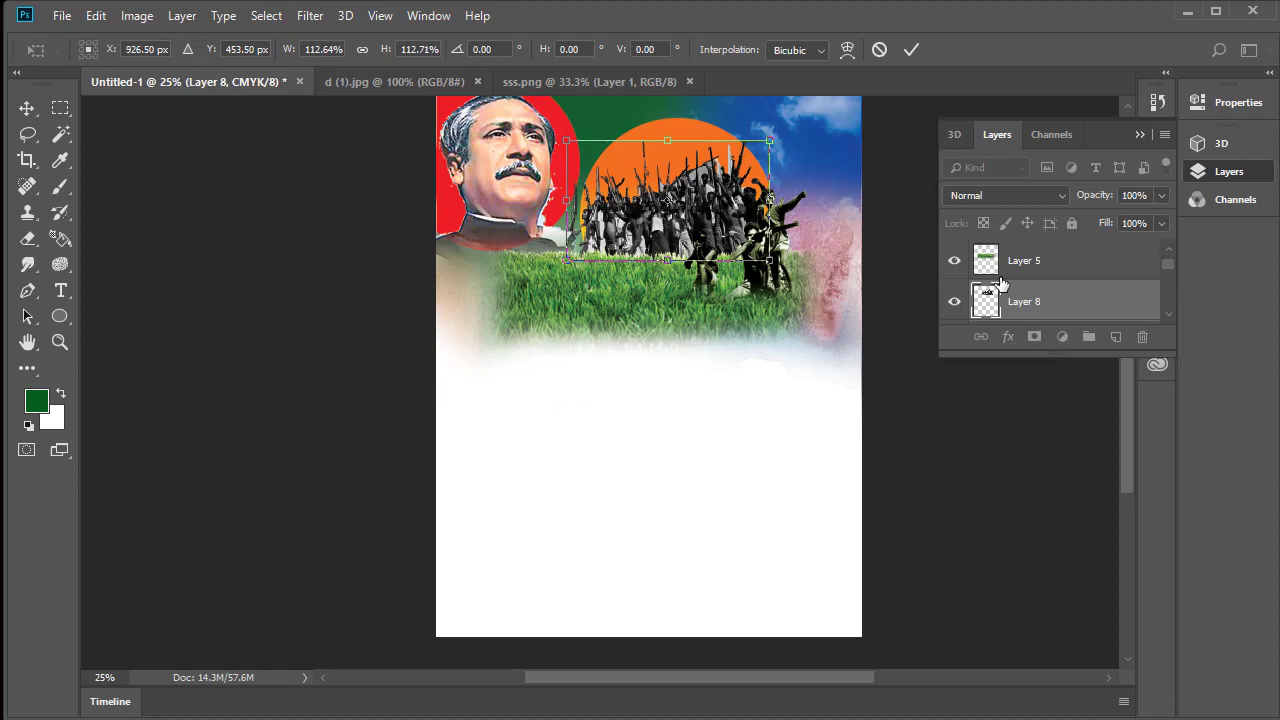 Ps File Edit Image Layer Type Select Filter 3D View Window Help
X: 926.50 px Y: 453.50 px W: 112.64% H: 112.71% 0.00 ° H: 0.00 ° V: 0.00 ° Interpolation: Bicubic
Untitled-1 @ 25% (Layer 8, CMYK/8) * × d (1).jpg @ 100% (RGB/8#) × sss.png @ 33.3% (Layer 1, RGB/8) ×
Properties
3D Layers Channels
3D
Kind
Layers
Normal Opacity: 100%
Channels
Lock: Fill: 100%
Layer 5
Layer 8
fx
25% Doc: 14.3M/57.6M
Timeline